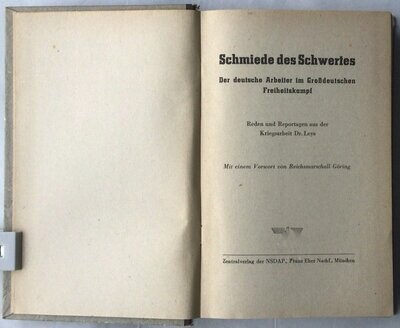 Schmiede des Schwertes
Der deutsche Arbeiter im Großdeutschen
Freiheitskampf
Reden und Reportagen aus der
Kriegsarbeit Dr. Leys
Mit einem Vorwort von Reichsmarschall Göring
Zentralverlag der NSDAP., Franz Eher Nachf., München